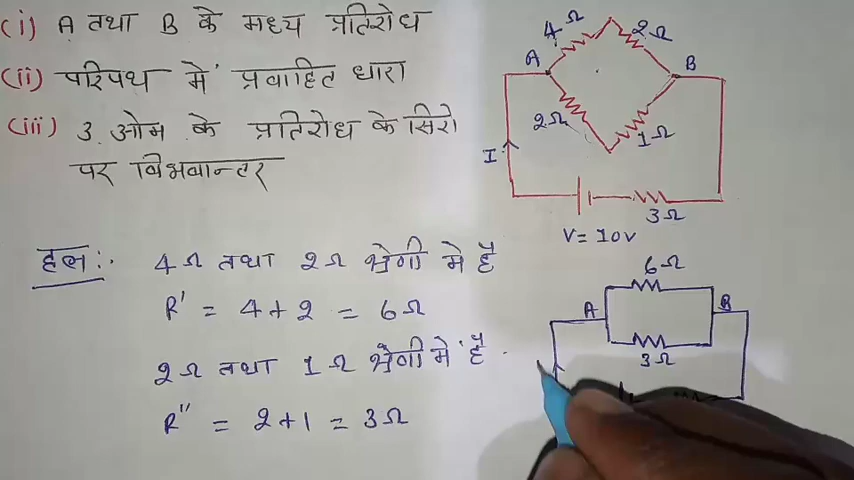 (i) A तथा B के मध्य प्रतिरोध
(ii) परिपथ में प्रवाहित धारा
(iii) 3 ओम के प्रतिरोध के सिरो
पर विभवान्तर
4Ω
2Ω
A
B
2Ω
1Ω
I
3Ω
V=10V
हल:-
4Ω तथा 2Ω श्रेणी मे है
R' = 4+2 = 6Ω
2Ω तथा 1Ω श्रेणी मे है
R" = 2+1 = 3Ω
6Ω
A
B
3Ω